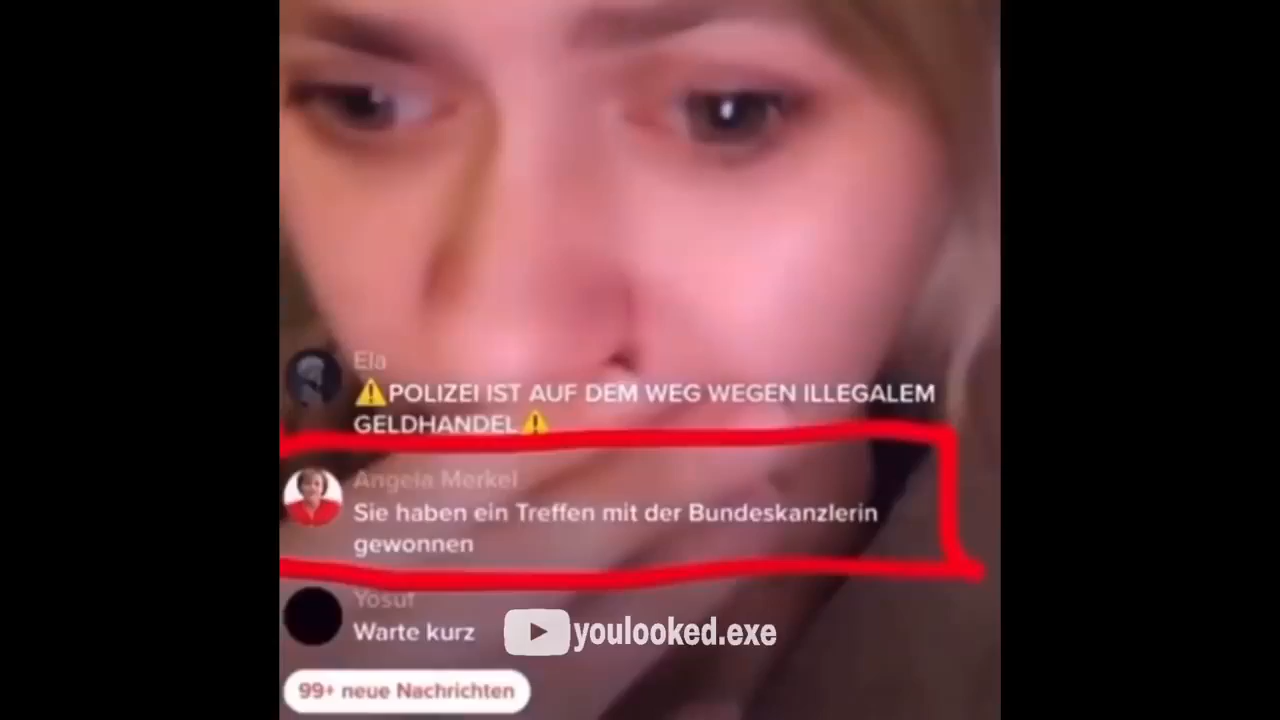 Ela
⚠️POLIZEI IST AUF DEM WEG WEGEN ILLEGALEM
GELDHANDEL⚠️
Angela Merkel
Sie haben ein Treffen mit der Bundeskanzlerin
gewonnen
Yosuf
Warte kurz
youlooked.exe
99+ neue Nachrichten